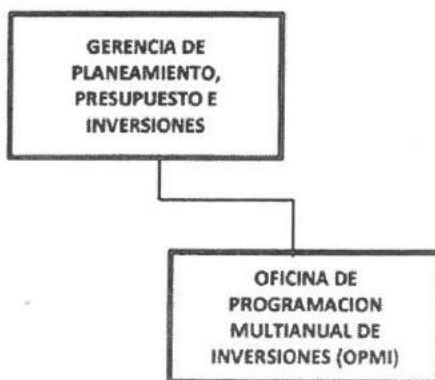 GERENCIA DE
PLANEAMIENTO,
PRESUPUESTO E
INVERSIONES
OFICINA DE
PROGRAMACION
MULTIANUAL DE
INVERSIONES (OPMI)